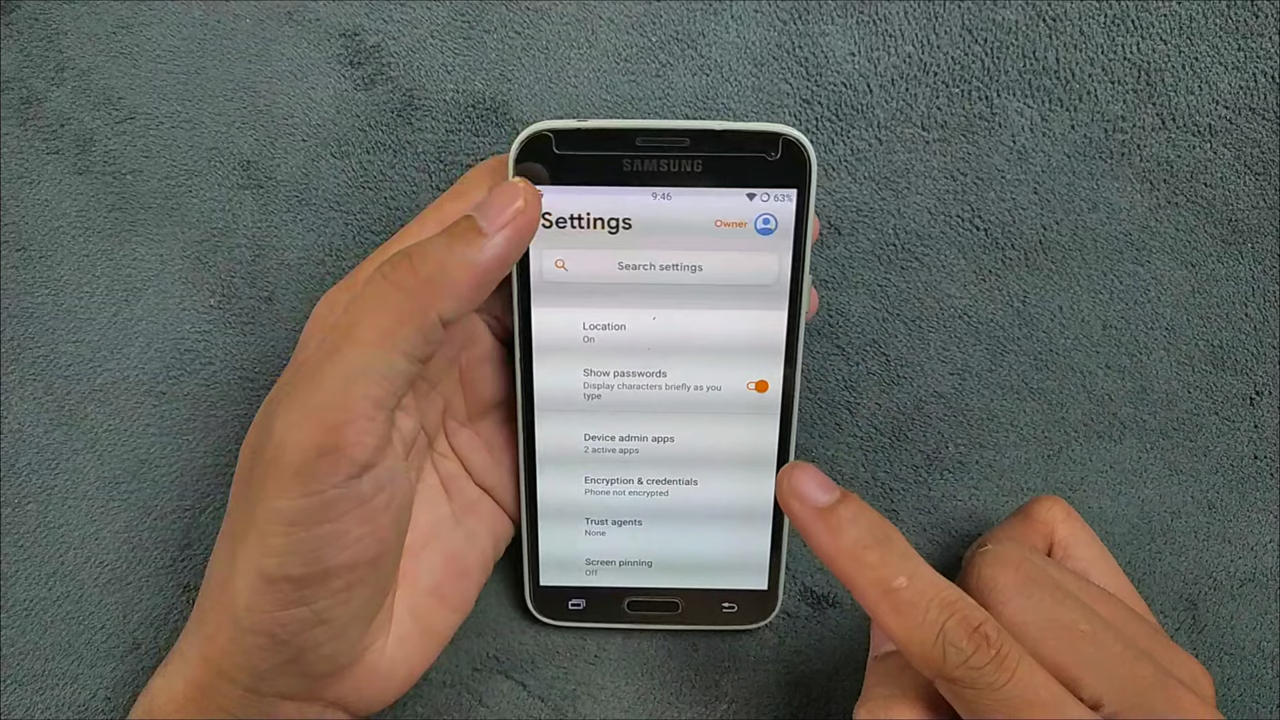 SAMSUNG
9:46
63%
Settings
Owner
Search settings
Location
On
Show passwords
Display characters briefly as you
type
Device admin apps
2 active apps
Encryption & credentials
Phone not encrypted
Trust agents
None
Screen pinning
Off